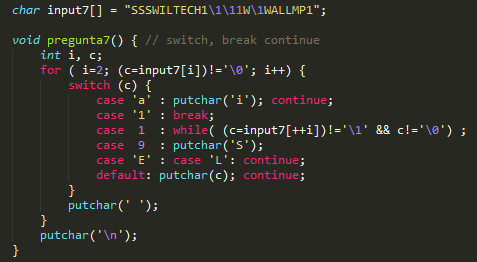 char input7[] = "SSSWILTECH1\1\11W\1WALLMP1";
void pregunta7() { // switch, break continue
int i, c;
for ( i=2; (c=input7[i])!='\0'; i++) {
switch (c) {
case 'a' : putchar('i'); continue;
case '1' : break;
case 1 : while( (c=input7[++i])!='\1' && c!='\0') ;
case 9 : putchar('S');
case 'E' : case 'L': continue;
default: putchar(c); continue;
}
putchar(' ');
}
putchar('\n');
}